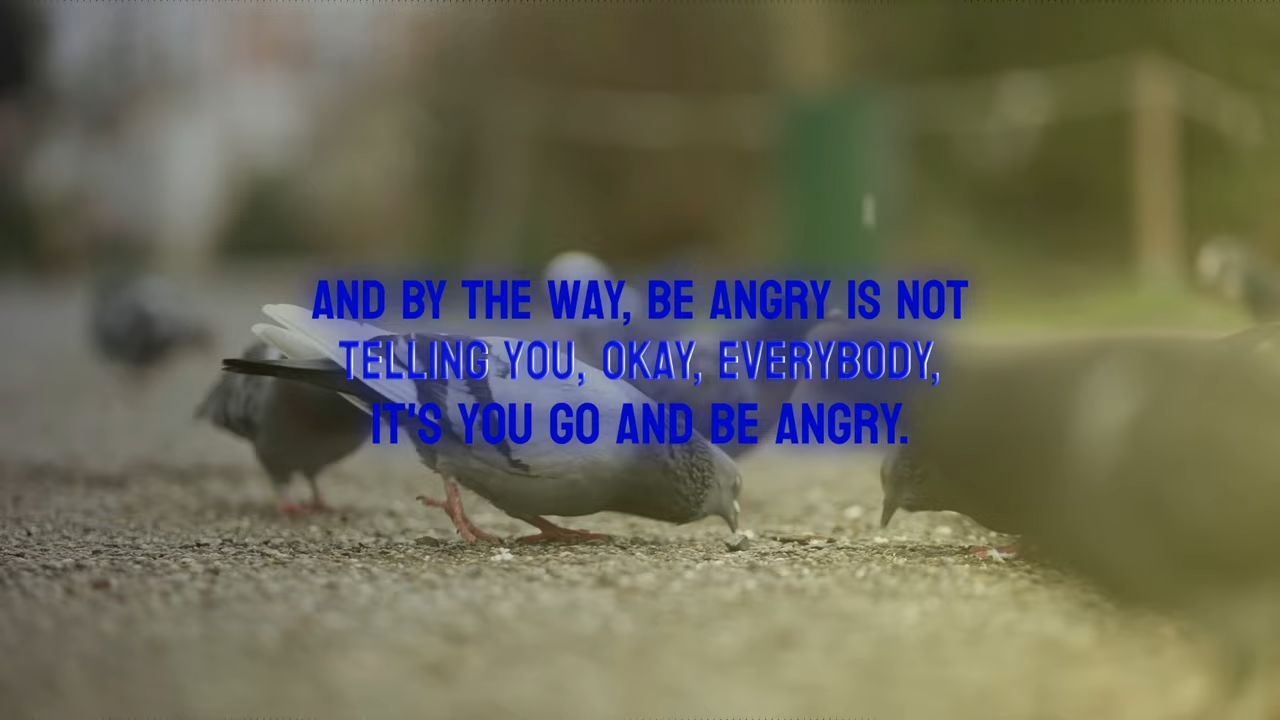 AND BY THE WAY, BE ANGRY IS NOT
TELLING YOU, OKAY, EVERYBODY,
IT'S YOU GO AND BE ANGRY.